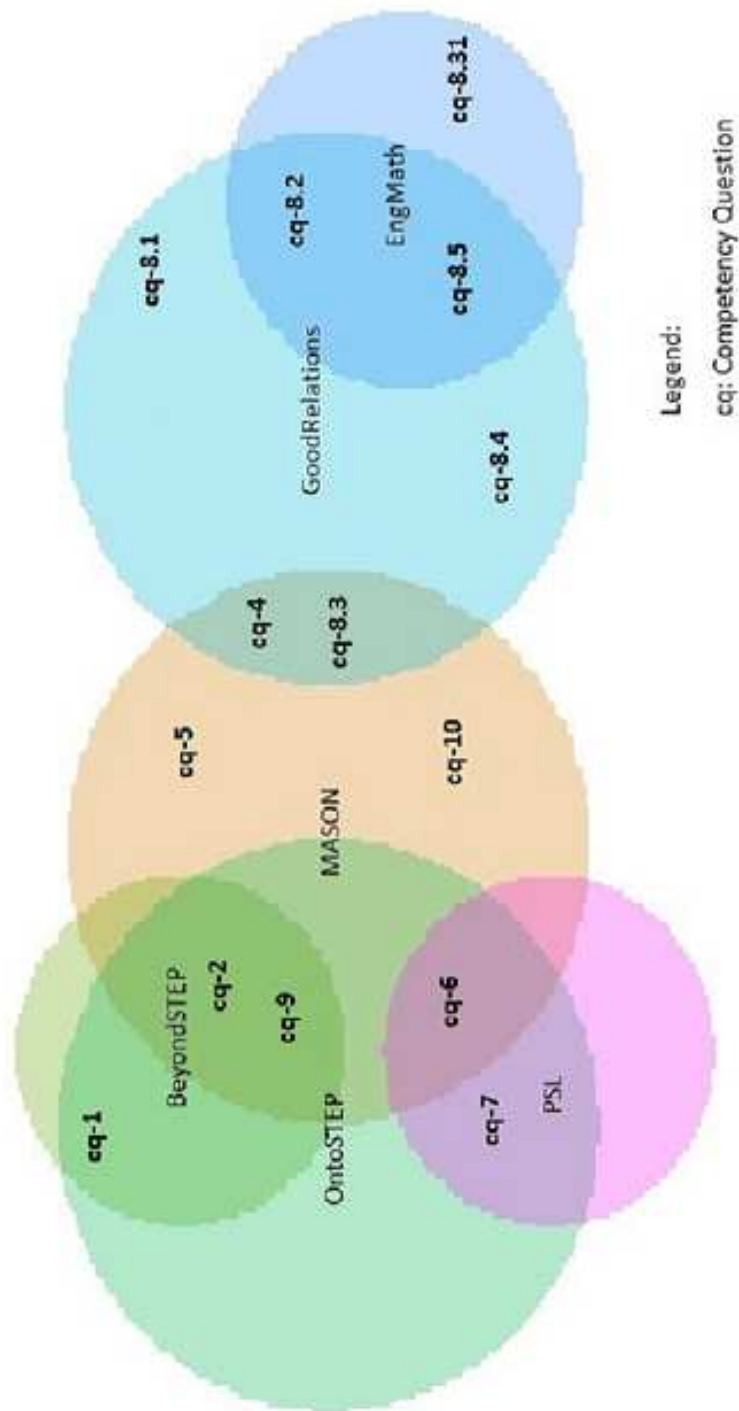 cq-1
BeyondSTEP
cq-2
cq-9
OntoSTEP
cq-7
PSL
cq-6
cq-5
MASON
cq-10
cq-4
cq-8.3
GoodRelations
cq-8.4
cq-8.1
cq-8.2
EngMath
cq-8.5
cq-8.31
Legend:
cq: Competency Question